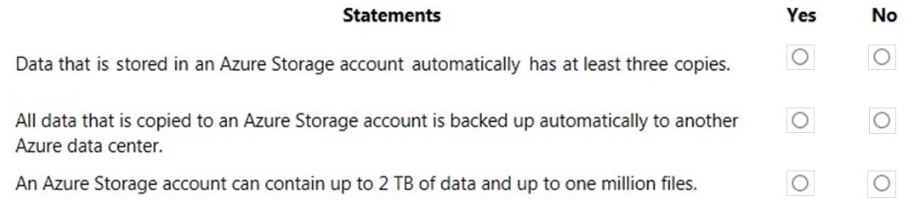 Statements Yes No
Data that is stored in an Azure Storage account automatically has at least three copies.
All data that is copied to an Azure Storage account is backed up automatically to another
Azure data center.
An Azure Storage account can contain up to 2 TB of data and up to one million files.